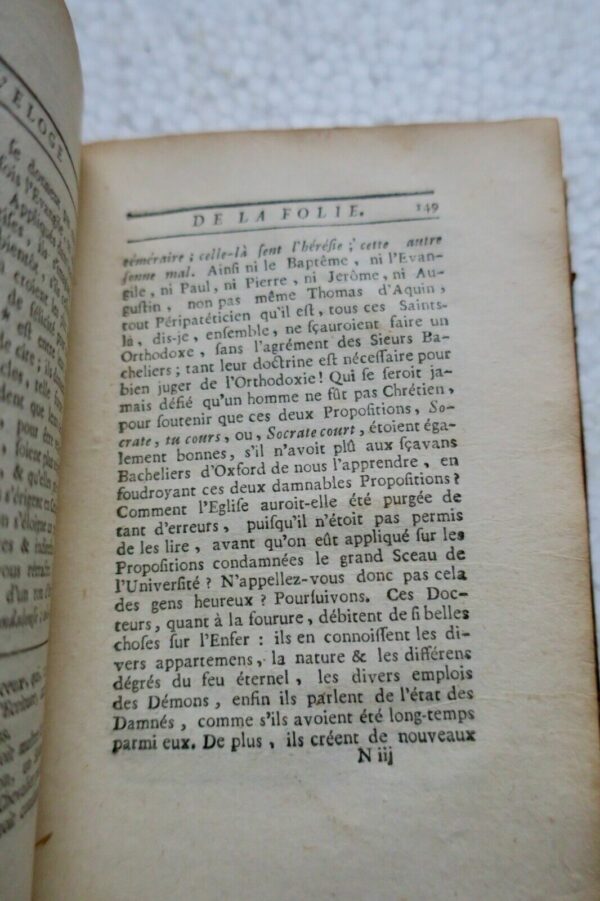 L'ELOGE
DE LA FOLIE. 149
téméraire ; celle-là sent l'hérésie ; cette autre
sonne mal. Ainsi ni le Baptême , ni l'Evan-
gile , ni Paul, ni Pierre , ni Jerôme, ni Au-
gustin , non pas même Thomas d'Aquin,
tout Péripatéticien qu'il est, tous ces Saints-
là, dis-je, ensemble, ne sçauroient faire un
Orthodoxe , sans l'agrément des Sieurs Ba-
cheliers ; tant leur doctrine est nécessaire pour
bien juger de l'Orthodoxie ! Qui se seroit ja-
mais défié qu'un homme ne fût pas Chrétien,
pour soutenir que ces deux Propositions, So-
crate, tu cours, ou, Socrate court, étoient éga-
lement bonnes, s'il n'avoit plû aux sçavans
Bacheliers d'Oxford de nous l'apprendre , en
foudroyant ces deux damnables Propositions ?
Comment l'Eglise auroit-elle été purgée de
tant d'erreurs , puisqu'il n'étoit pas permis
de les lire , avant qu'on eût appliqué sur les
Propositions condamnées le grand Sceau de
l'Université ? N'appellez-vous donc pas cela
des gens heureux ? Poursuivons. Ces Doc-
teurs, quant à la fourure, débitent de si belles
choses sur l'Enfer : ils en connoissent les di-
vers appartemens, la nature & les différens
dégrés du feu éternel , les divers emplois
des Démons , enfin ils parlent de l'état des
Damnés , comme s'ils avoient été long-temps
parmi eux. De plus , ils créent de nouveaux
N iij